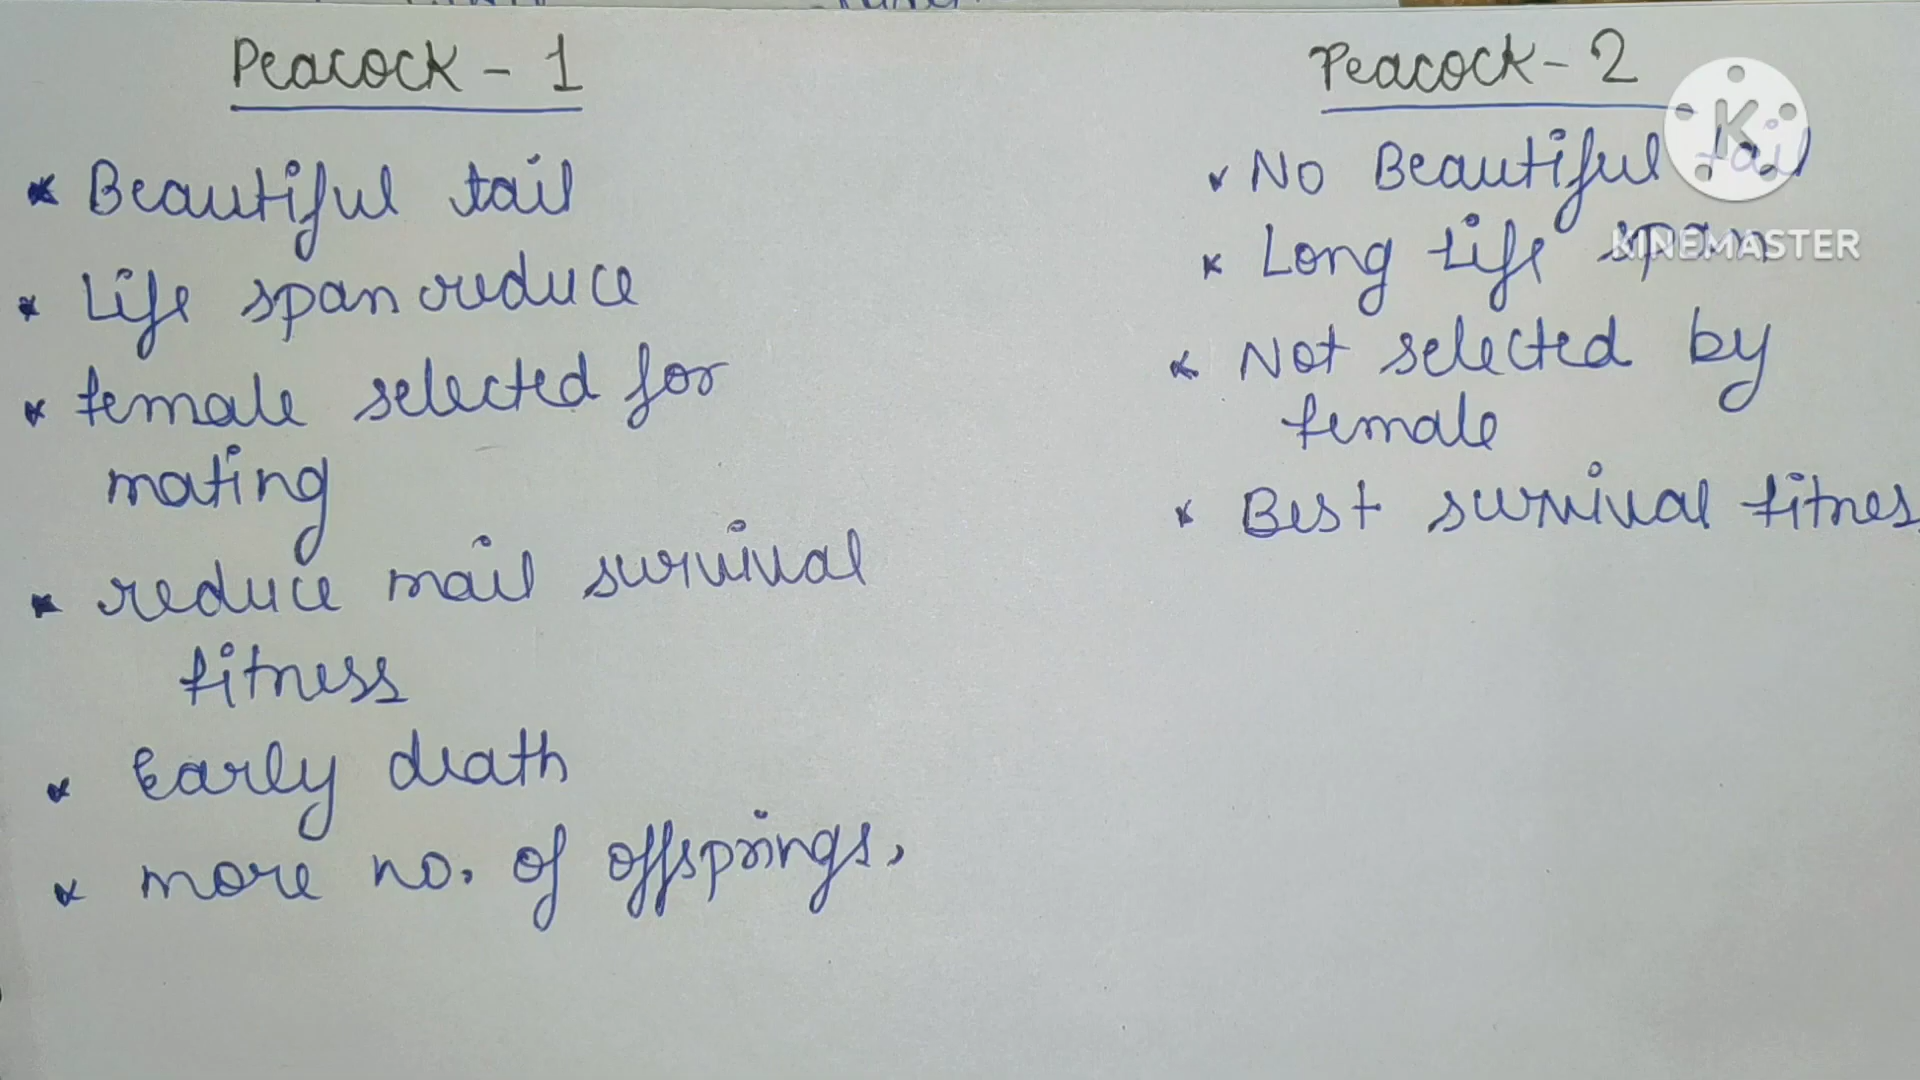 Peacock - 1
* Beautiful tail
* Life span reduce
* female selected for
mating
* reduce mail survival
fitness
* Early death
* more no. of offsprings.
Peacock - 2
* No Beautiful tail
* Long Life span
* Not selected by
female
* Best survival fitnes
K
KINEMASTER